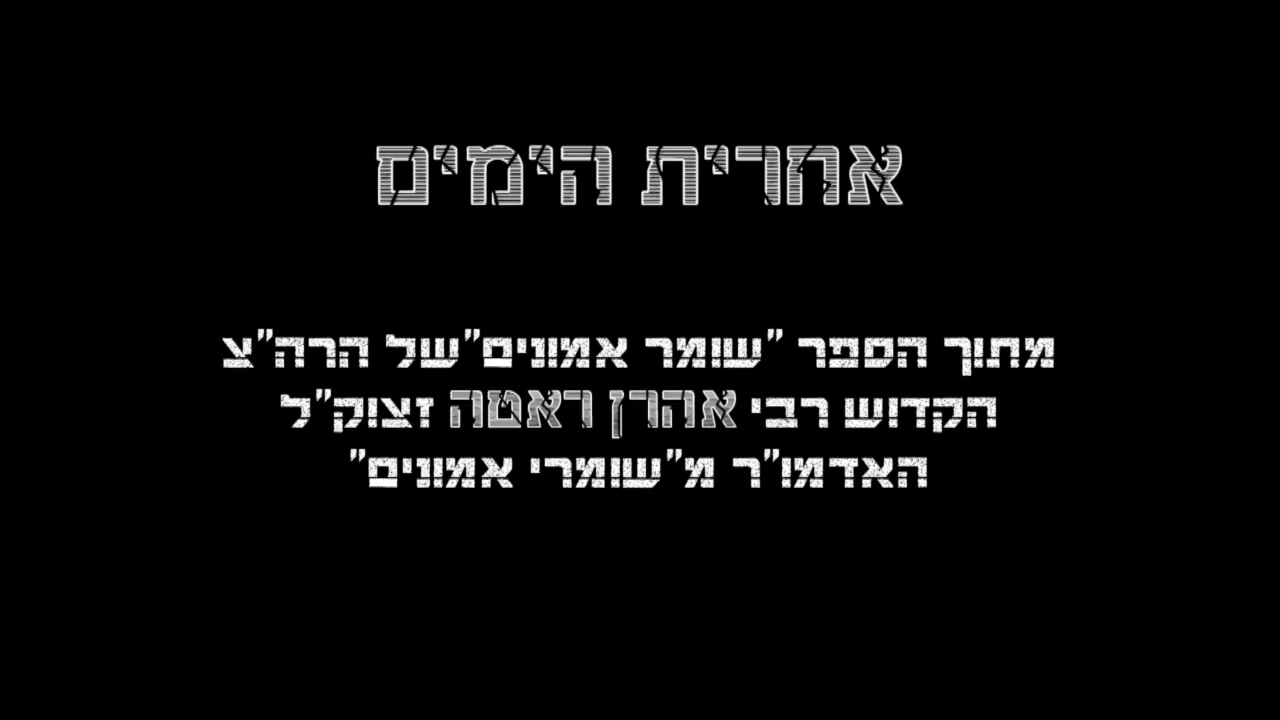 אחרית הימים
מתוך הספר "שומר אמונים"של הרה"צ
הקדוש רבי אהרן ראטה זצוק"ל
האדמו"ר מ"שומרי אמונים"